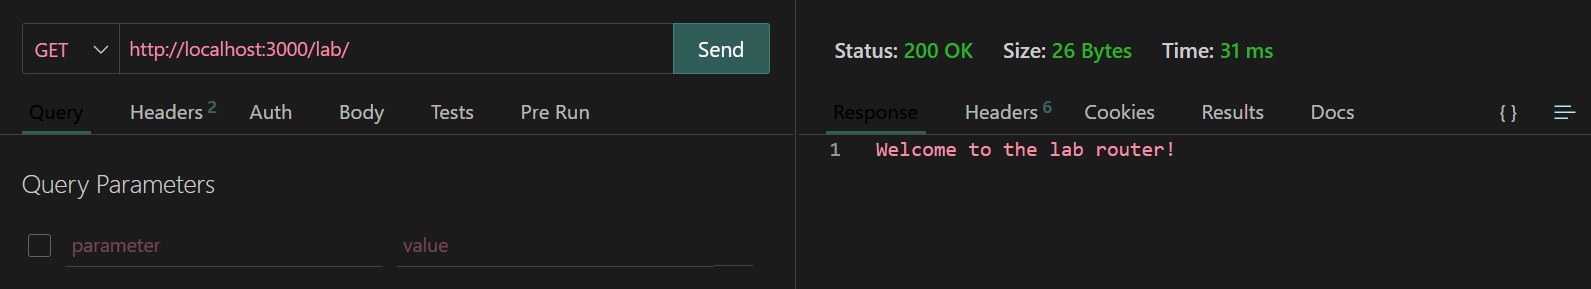 GET http://localhost:3000/lab/ Send
Query Headers 2 Auth Body Tests Pre Run
Query Parameters
parameter value
Status: 200 OK Size: 26 Bytes Time: 31 ms
Response Headers 6 Cookies Results Docs { }
1 Welcome to the lab router!